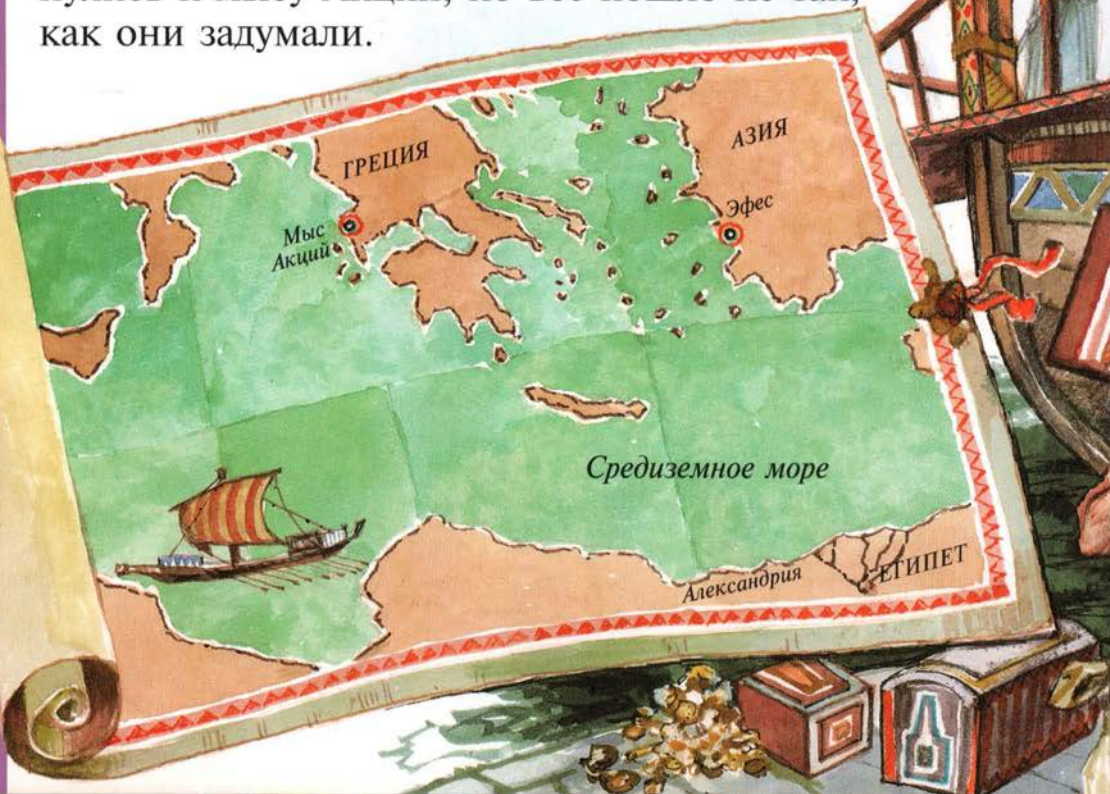 как они задумали.
ГРЕЦИЯ
АЗИЯ
Мыс
Акций
Эфес
Средиземное море
Александрия
ЕГИПЕТ